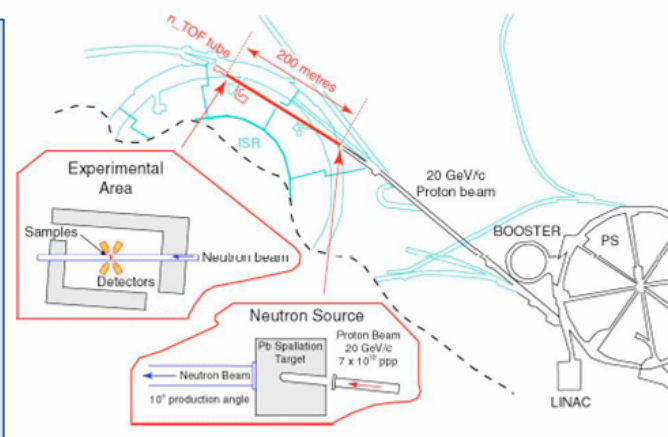 n_TOF tube
200 metres
ISR
20 GeV/c
Proton beam
BOOSTER
PS
LINAC
Experimental
Area
Samples
Neutron beam
Detectors
Neutron Source
Pb Spallation
Target
Proton Beam
20 GeV/c
7 x 10¹² ppp
Neutron Beam
10° production angle